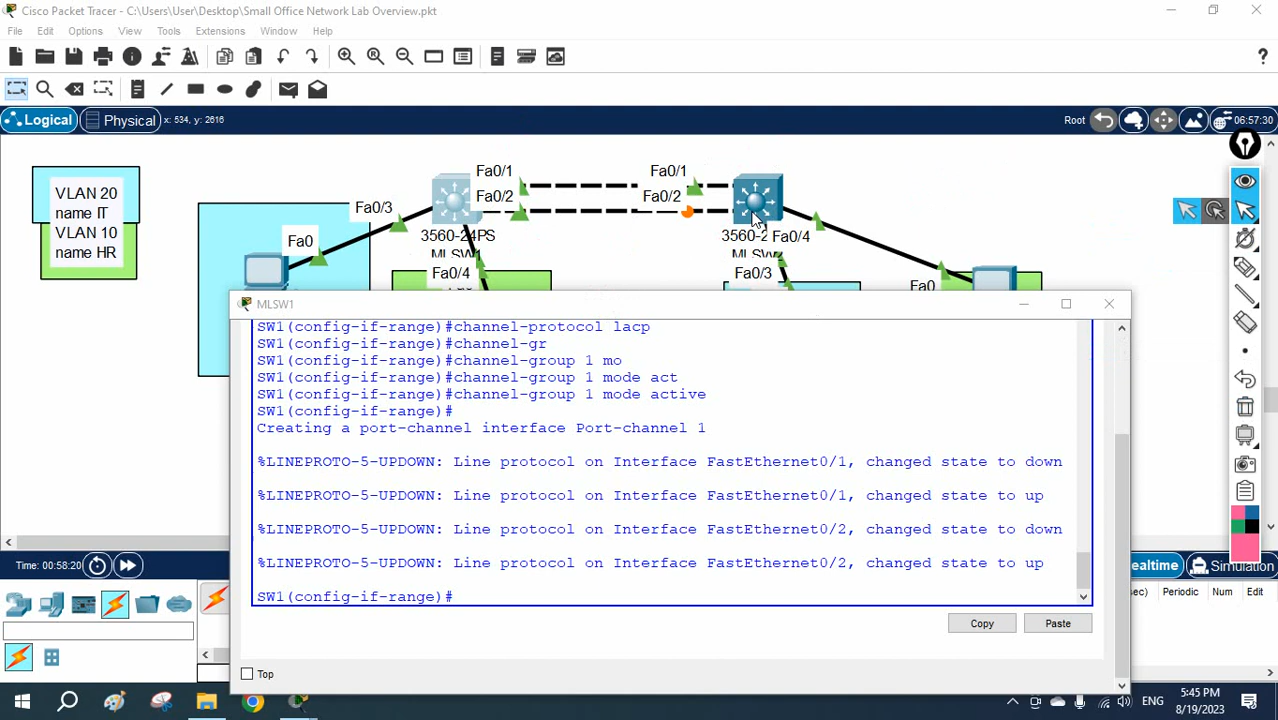 Cisco Packet Tracer - C:\Users\User\Desktop\Small Office Network Lab Overview.pkt
File Edit Options View Tools Extensions Window Help
Logical Physical x: 534, y: 2616 Root 06:57:30
VLAN 20
name IT
VLAN 10
name HR
Fa0/1 Fa0/1
Fa0/2 Fa0/2
Fa0/3
3560-24PS 3560-2
Fa0 Fa0/4
MLSW1 MLSW2
Fa0/4 Fa0/3
Fa0
MLSW1
SW1(config-if-range)#channel-protocol lacp
SW1(config-if-range)#channel-gr
SW1(config-if-range)#channel-group 1 mo
SW1(config-if-range)#channel-group 1 mode act
SW1(config-if-range)#channel-group 1 mode active
SW1(config-if-range)#
Creating a port-channel interface Port-channel 1
%LINEPROTO-5-UPDOWN: Line protocol on Interface FastEthernet0/1, changed state to down
%LINEPROTO-5-UPDOWN: Line protocol on Interface FastEthernet0/1, changed state to up
%LINEPROTO-5-UPDOWN: Line protocol on Interface FastEthernet0/2, changed state to down
%LINEPROTO-5-UPDOWN: Line protocol on Interface FastEthernet0/2, changed state to up
SW1(config-if-range)#
Copy Paste
Top
Time: 00:58:20
ealtime Simulation
sec) Periodic Num Edit
ENG
5:45 PM
8/19/2023